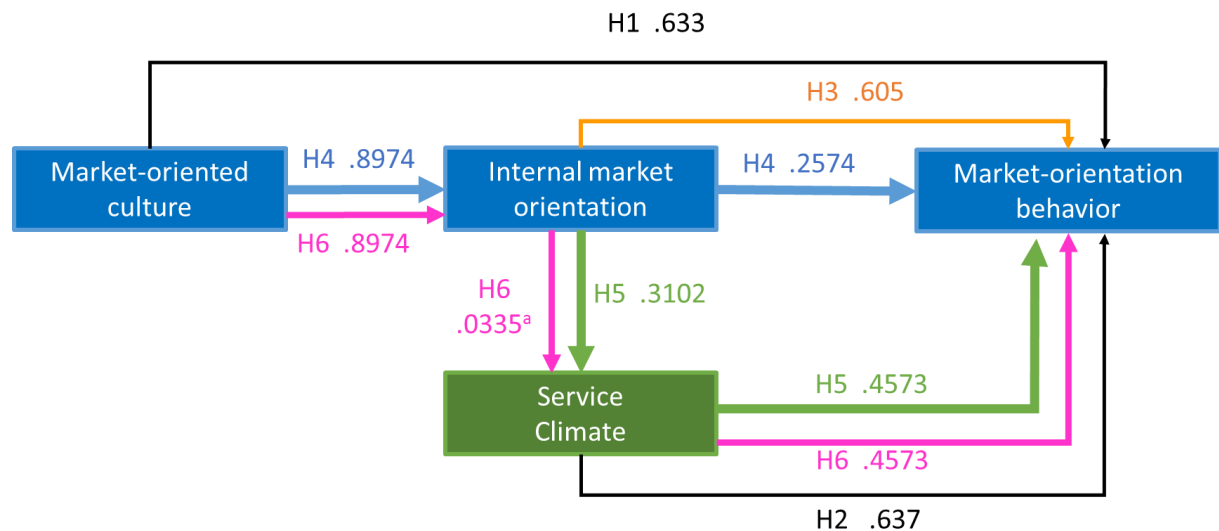 H1 .633
H3 .605
Market-oriented
culture
H4 .8974
Internal market
orientation
H4 .2574
Market-orientation
behavior
H6 .8974
H6
.0335ᵃ
H5 .3102
Service
Climate
H5 .4573
H6 .4573
H2 .637